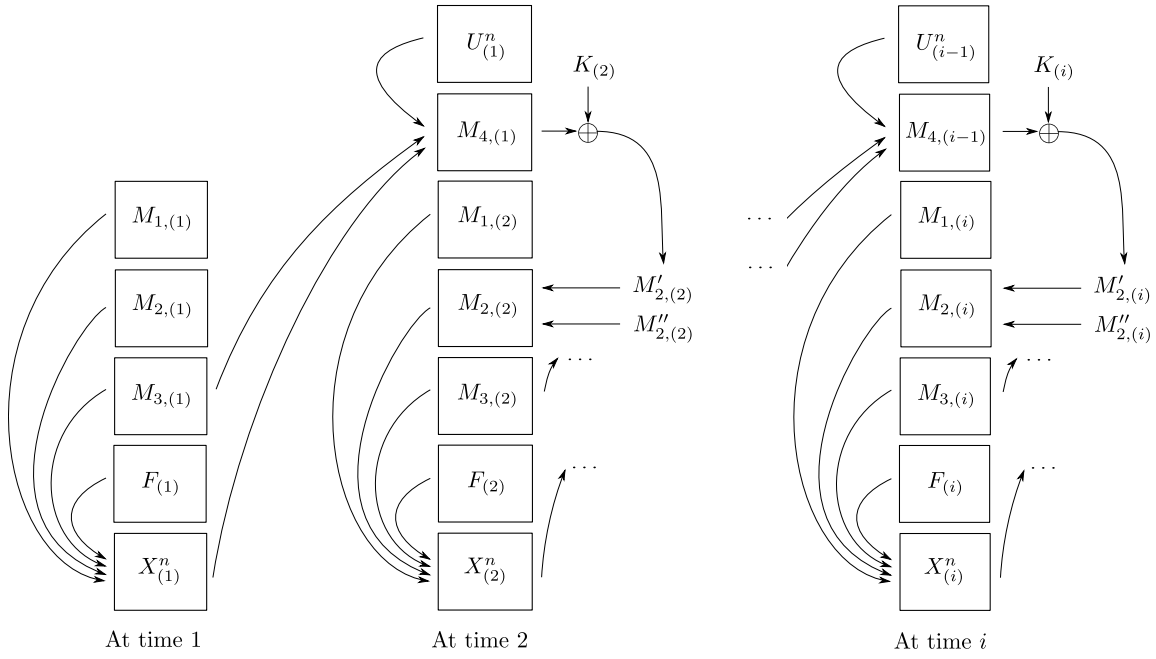 U^n_{(1)}
U^n_{(i−1)}
K_{(2)}
K_{(i)}
M_{4,(1)}
M_{4,(i−1)}
⊕
⊕
M_{1,(1)}
M_{1,(2)}
...
M_{1,(i)}
...
M_{2,(1)}
M_{2,(2)}
M'_{2,(2)}
M''_{2,(2)}
M_{2,(i)}
M'_{2,(i)}
M''_{2,(i)}
...
...
M_{3,(1)}
M_{3,(2)}
M_{3,(i)}
...
...
F_{(1)}
F_{(2)}
F_{(i)}
X^n_{(1)}
X^n_{(2)}
X^n_{(i)}
At time 1
At time 2
At time i